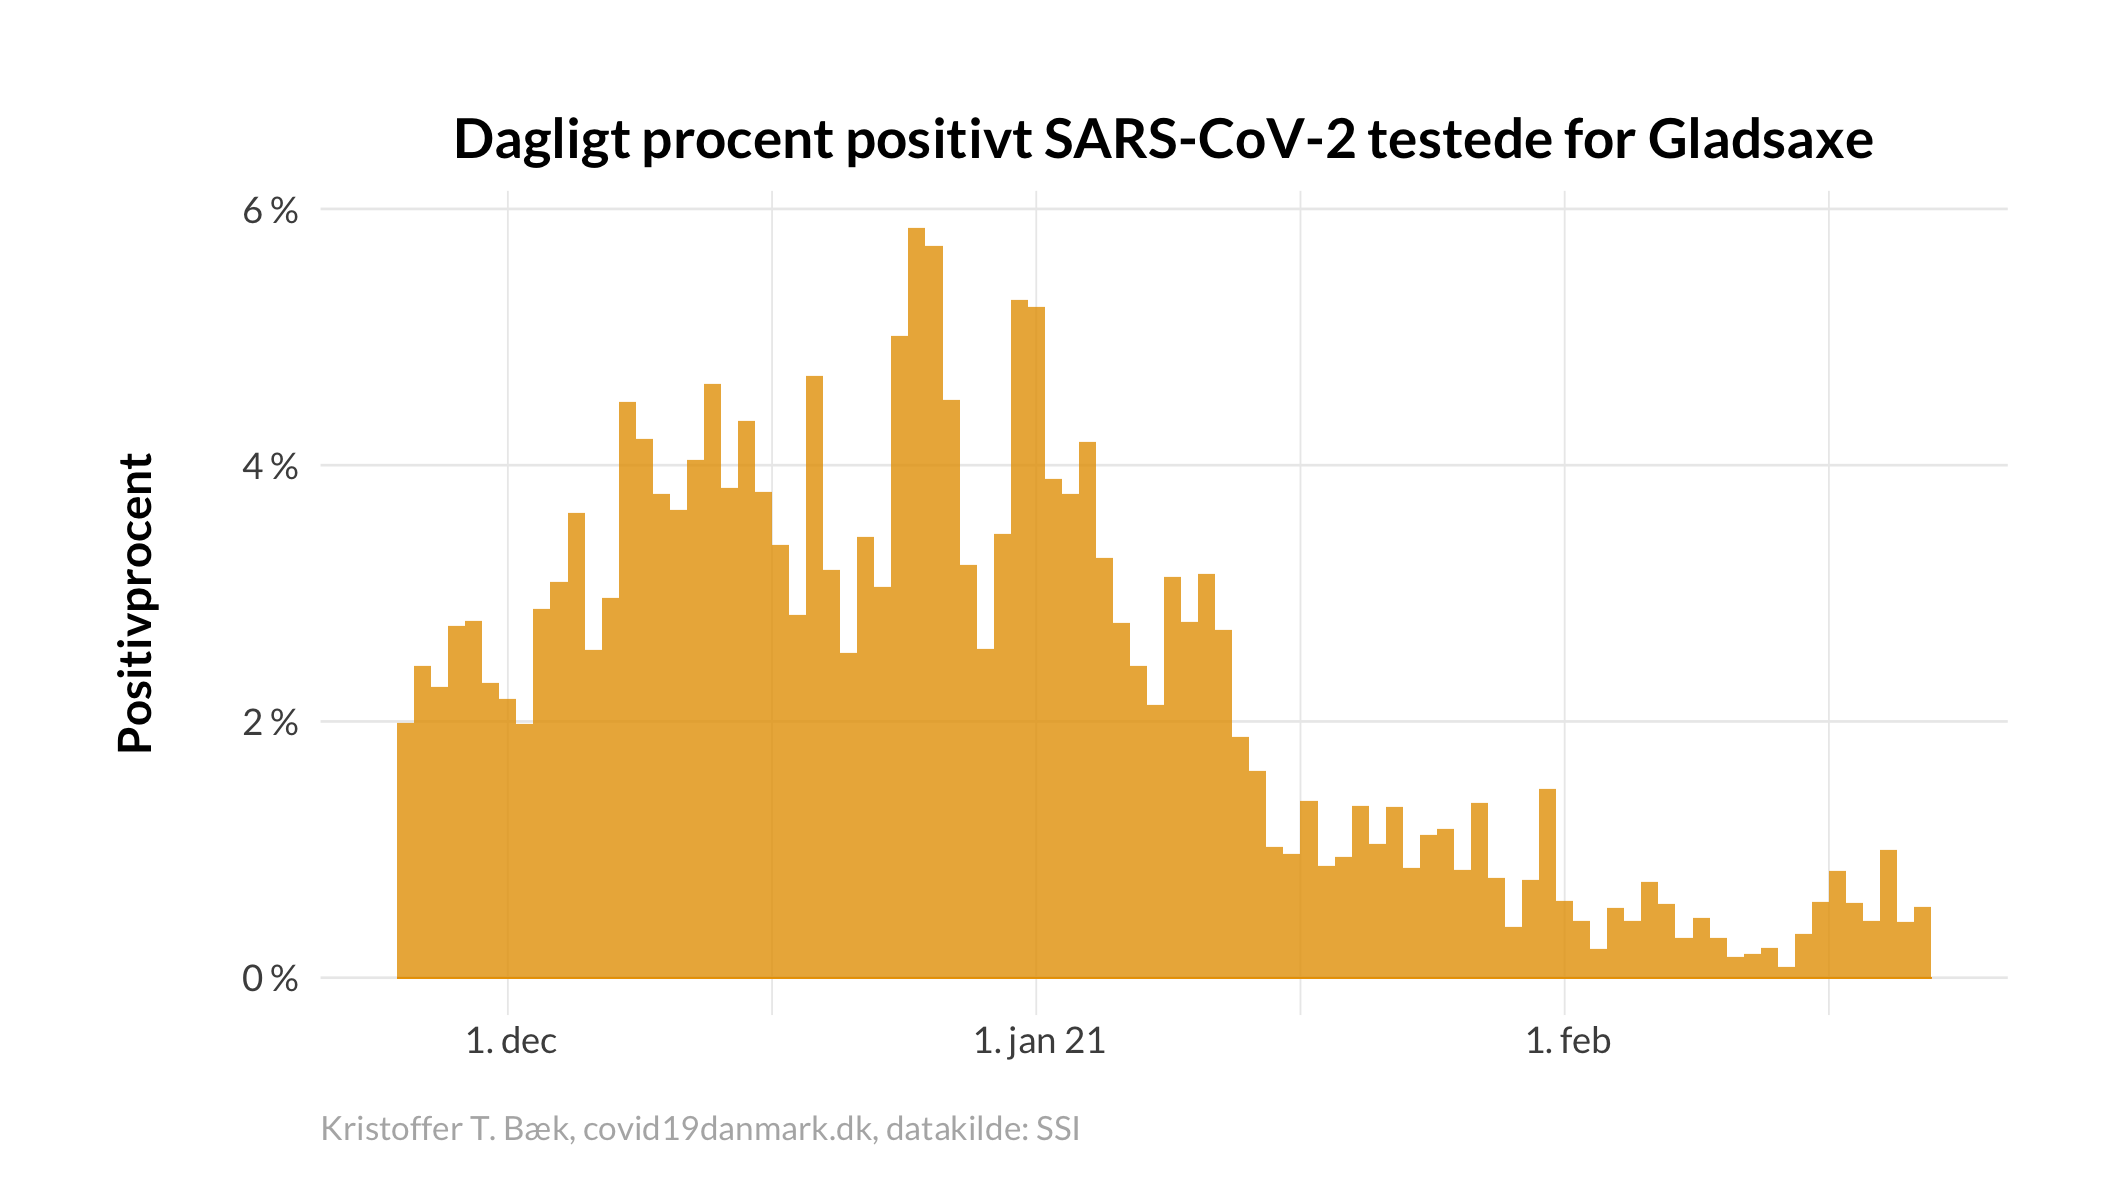 Dagligt procent positivt SARS-CoV-2 testede for Gladsaxe
Positivprocent
6 %
4 %
2 %
0 %
1. dec
1. jan 21
1. feb
Kristoffer T. Bæk, covid19danmark.dk, datakilde: SSI